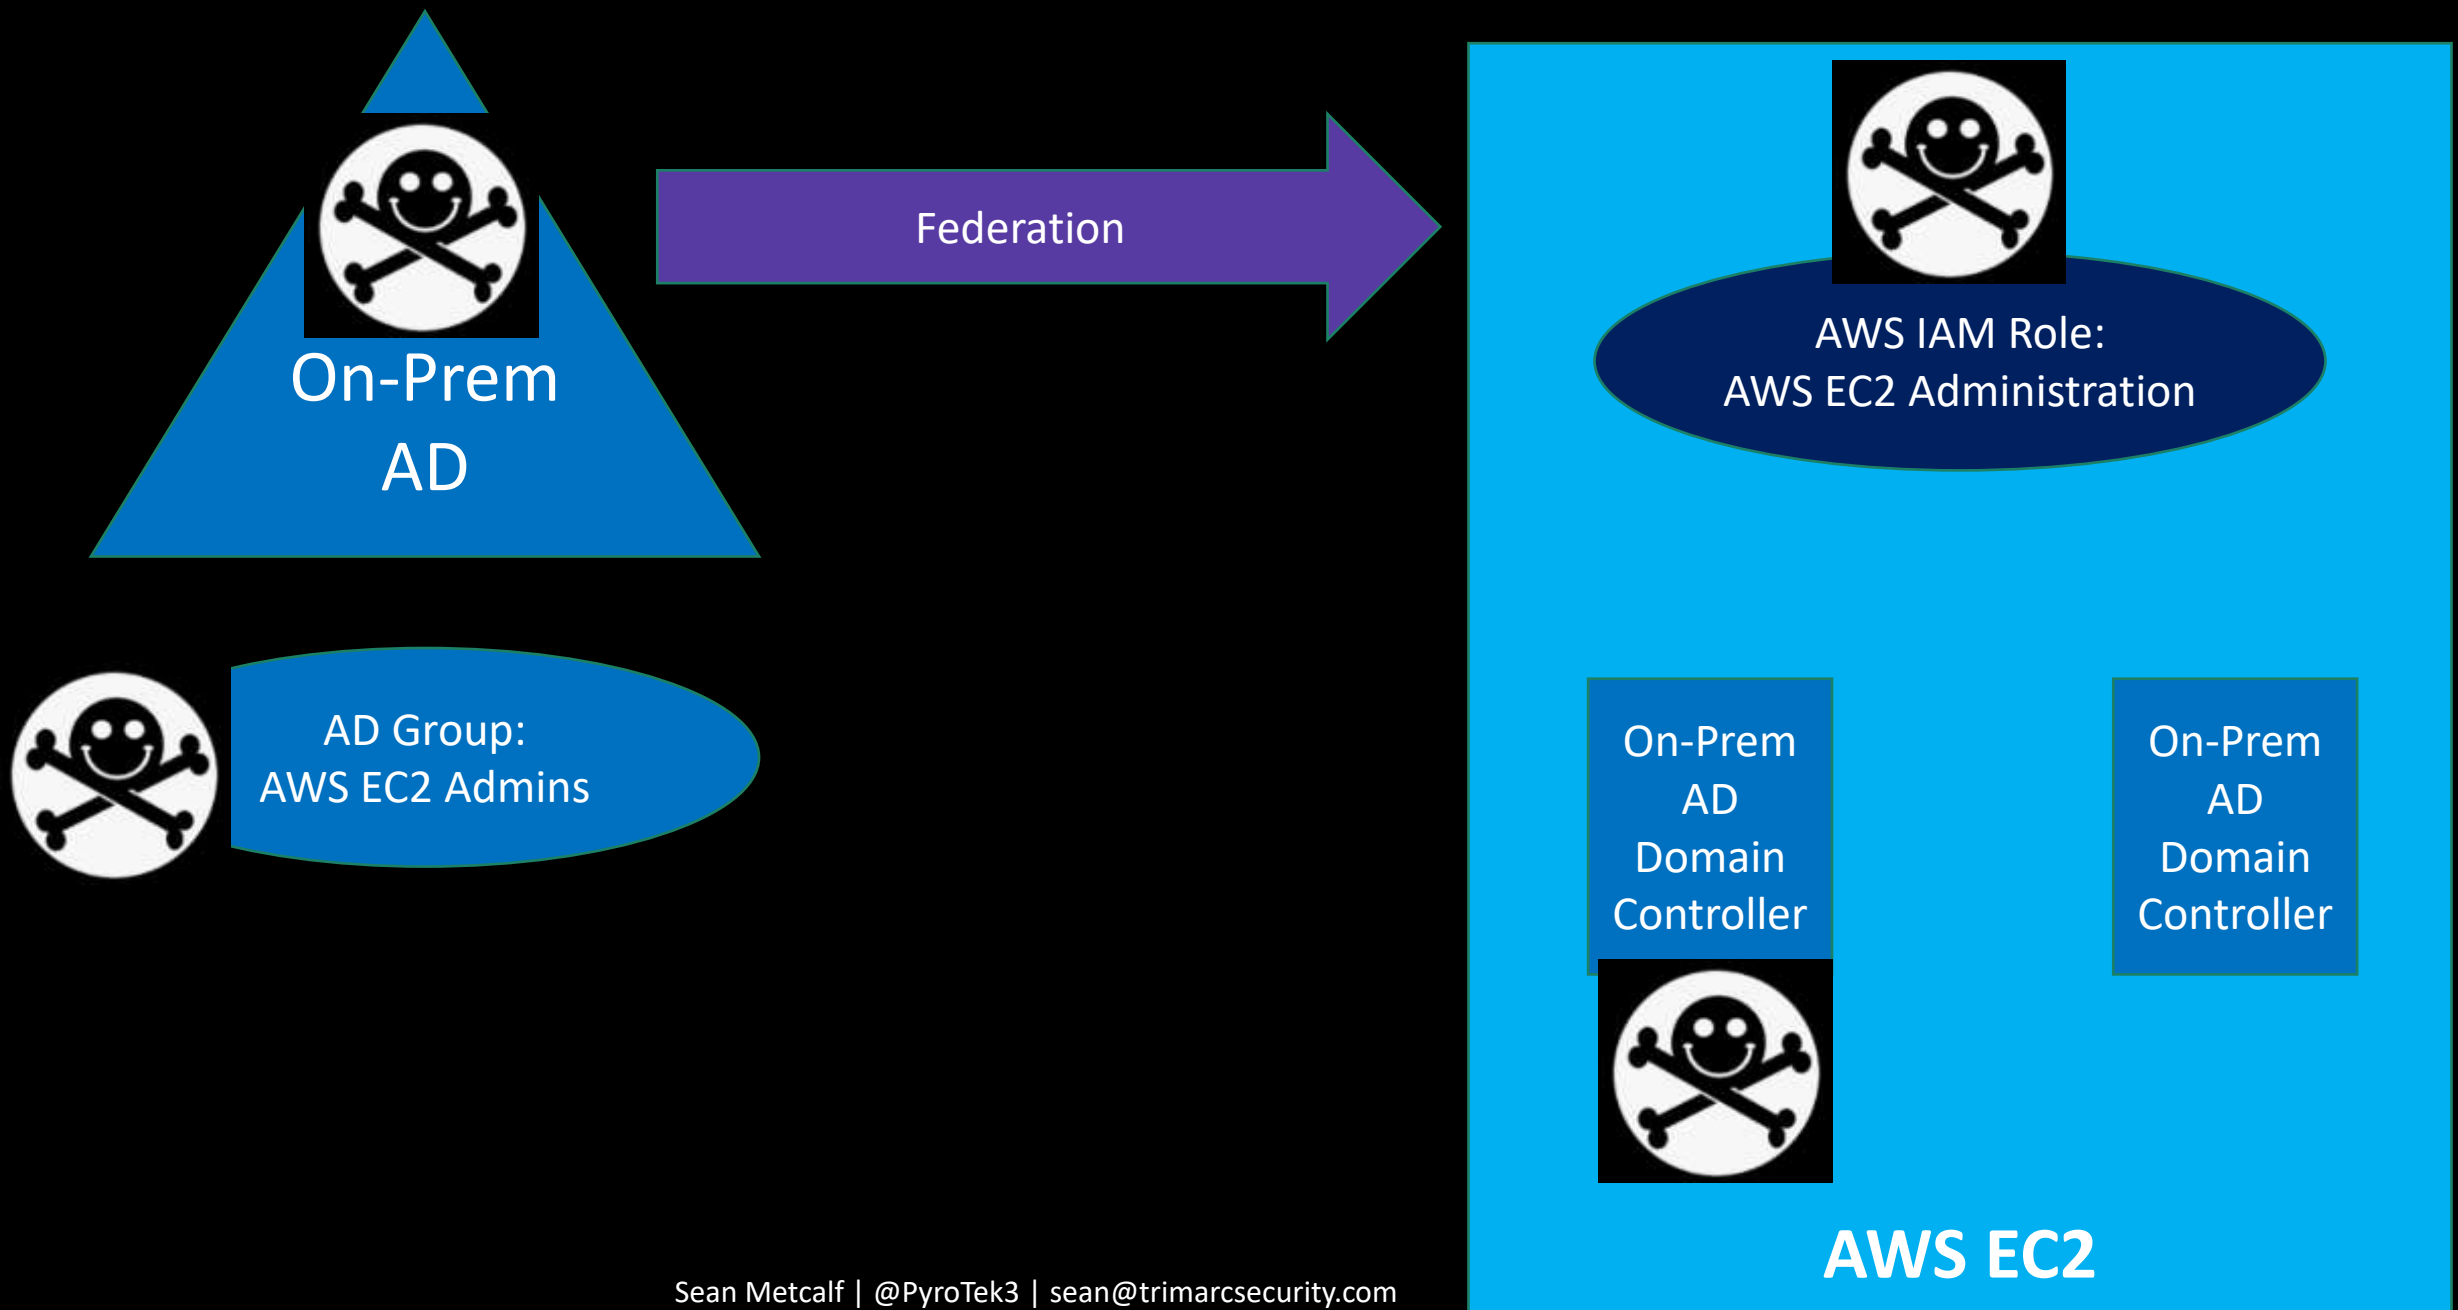 On-Prem
AD
Federation
AWS IAM Role:
AWS EC2 Administration
AD Group:
AWS EC2 Admins
On-Prem
AD
Domain
Controller
On-Prem
AD
Domain
Controller
AWS EC2
Sean Metcalf | @PyroTek3 | sean@trimarcsecurity.com